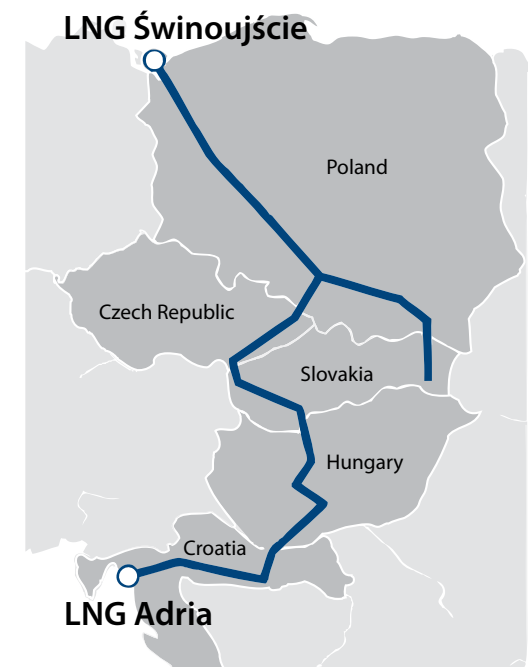 LNG Świnoujście
Poland
Czech Republic
Slovakia
Hungary
Croatia
LNG Adria